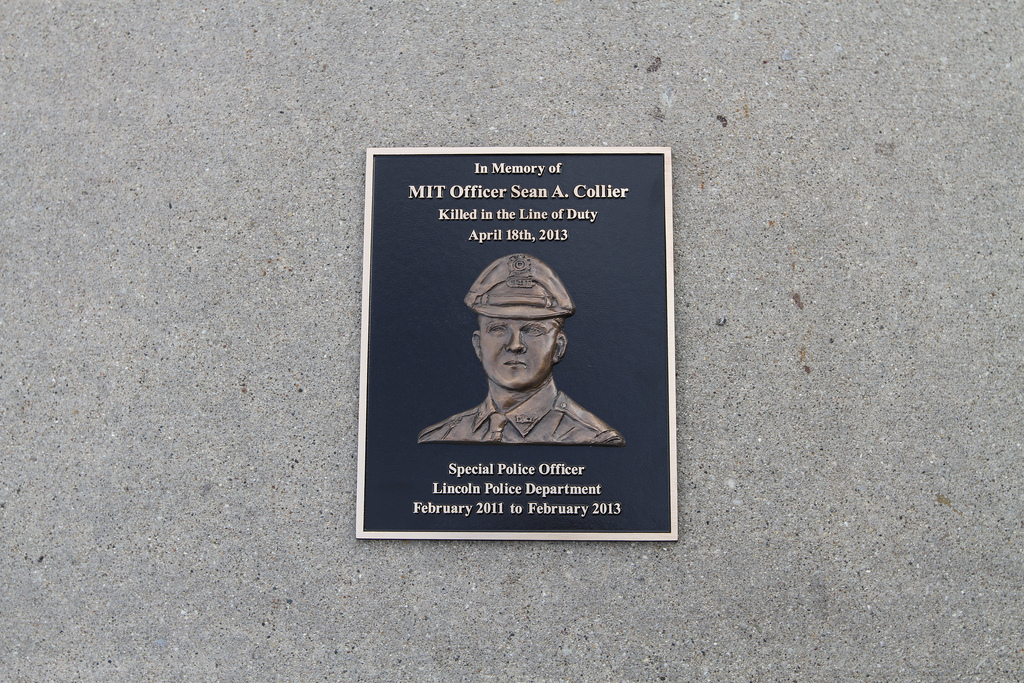 In Memory of
MIT Officer Sean A. Collier
Killed in the Line of Duty
April 18th, 2013
Special Police Officer
Lincoln Police Department
February 2011 to February 2013